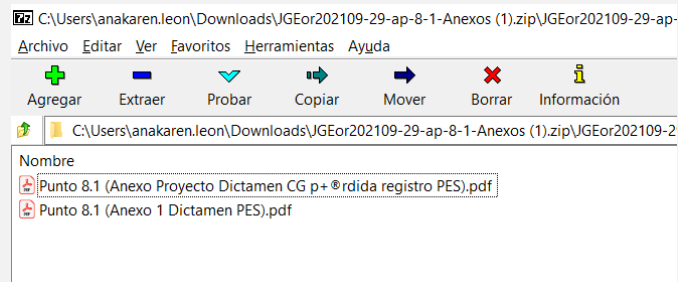 C:\Users\anakaren.leon\Downloads\JGEor202109-29-ap-8-1-Anexos (1).zip\JGEor202109-29-ap-
Archivo Editar Ver Favoritos Herramientas Ayuda
Agregar Extraer Probar Copiar Mover Borrar Información
C:\Users\anakaren.leon\Downloads\JGEor202109-29-ap-8-1-Anexos (1).zip\JGEor202109-2
Nombre
Punto 8.1 (Anexo Proyecto Dictamen CG p+®rdida registro PES).pdf
Punto 8.1 (Anexo 1 Dictamen PES).pdf